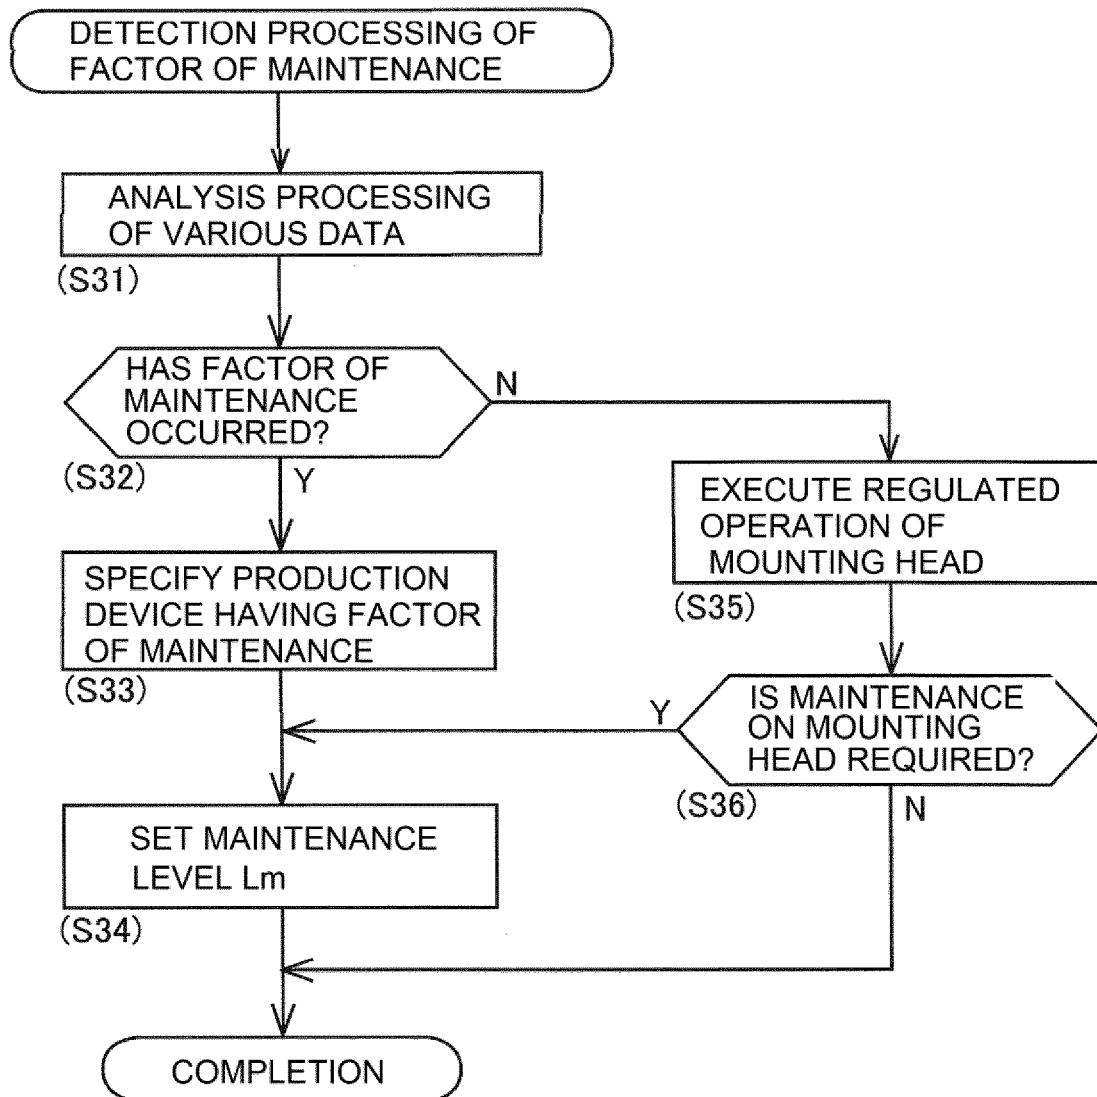 DETECTION PROCESSING OF
FACTOR OF MAINTENANCE
ANALYSIS PROCESSING
OF VARIOUS DATA
(S31)
HAS FACTOR OF
MAINTENANCE
OCCURRED?
(S32)
N
Y
SPECIFY PRODUCTION
DEVICE HAVING FACTOR
OF MAINTENANCE
(S33)
EXECUTE REGULATED
OPERATION OF
MOUNTING HEAD
(S35)
IS MAINTENANCE
ON MOUNTING
HEAD REQUIRED?
(S36)
Y
N
SET MAINTENANCE
LEVEL Lm
(S34)
COMPLETION